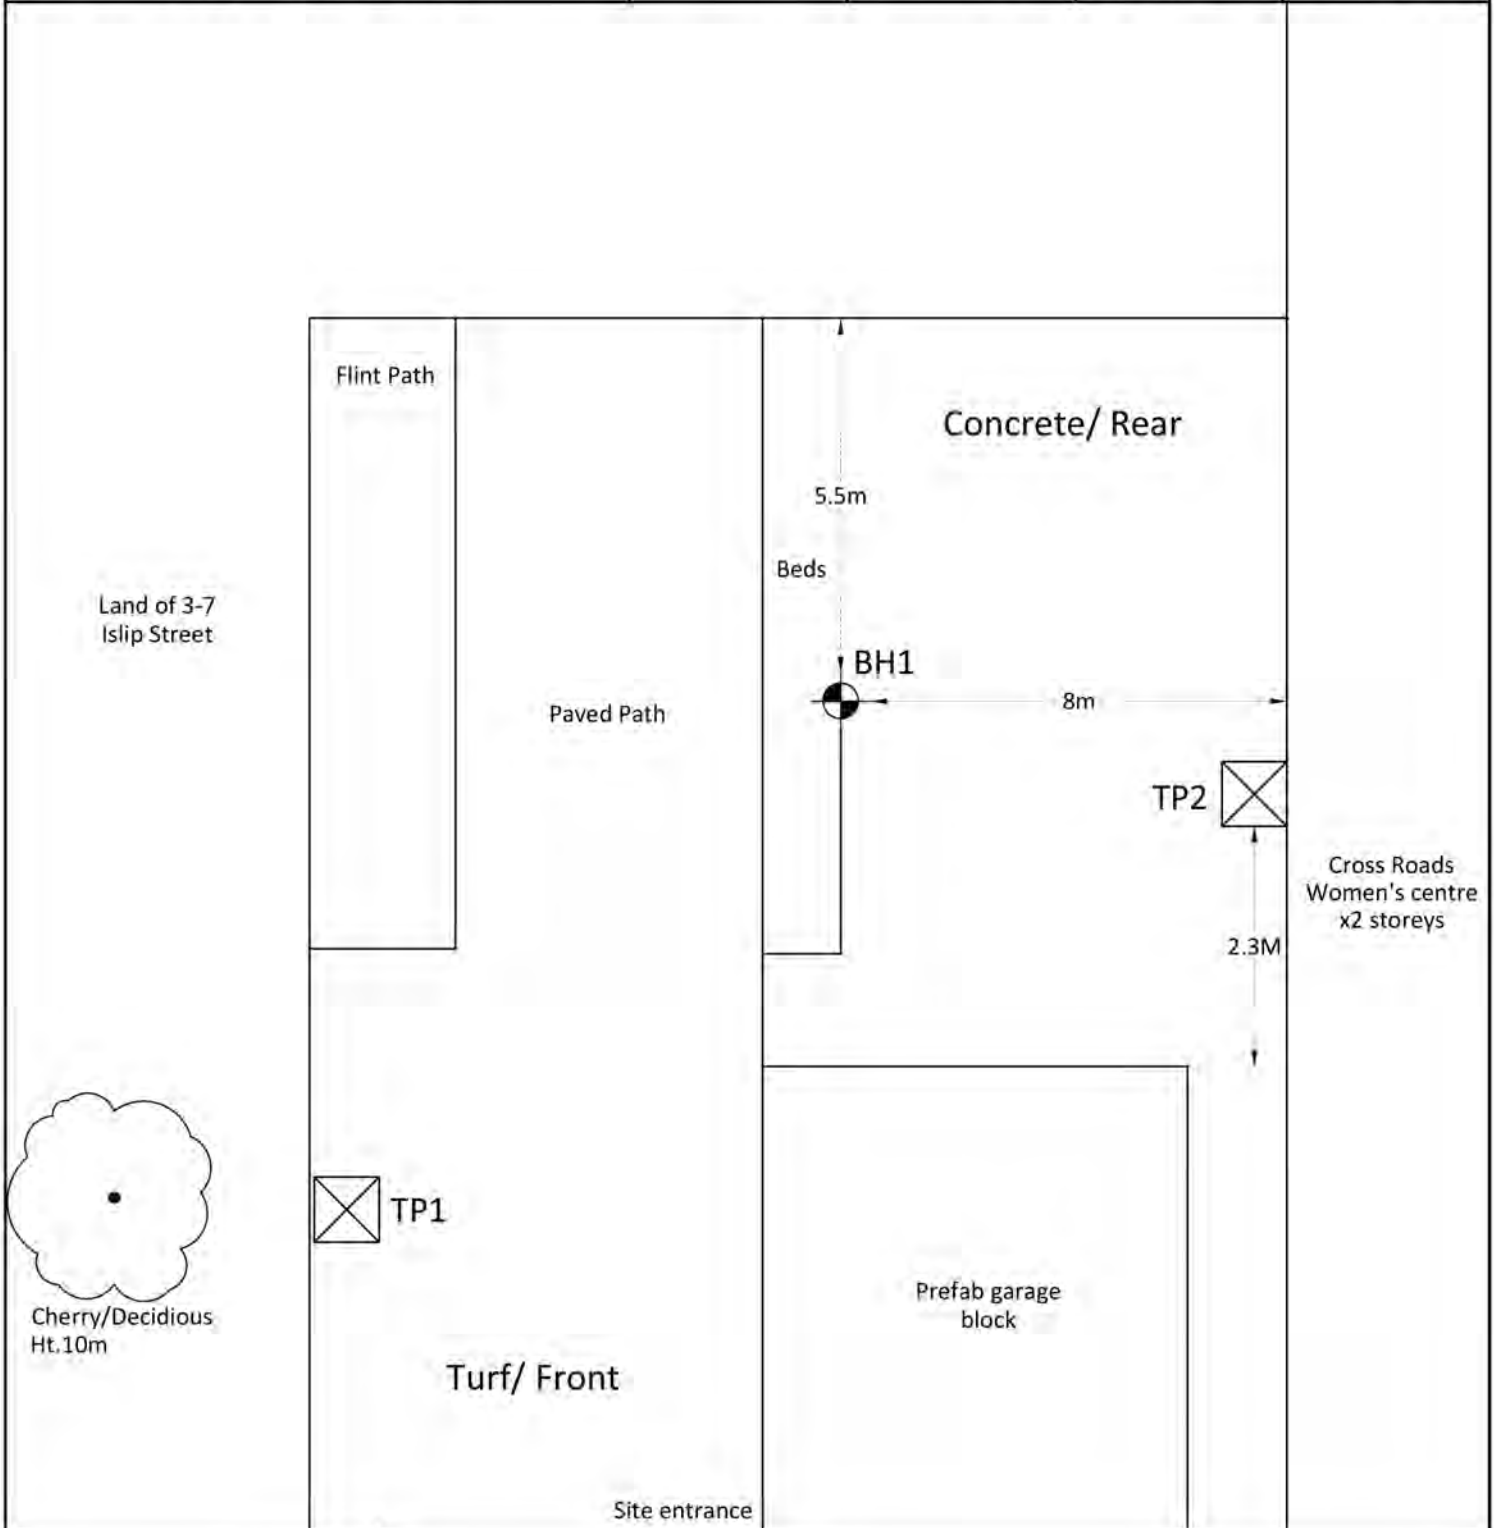 Flint Path
Concrete/ Rear
5.5m
Beds
Land of 3-7
Islip Street
BH1
Paved Path
8m
TP2
Cross Roads
Women's centre
x2 storeys
2.3M
TP1
Prefab garage
block
Cherry/Decidious
Ht.10m
Turf/ Front
Site entrance